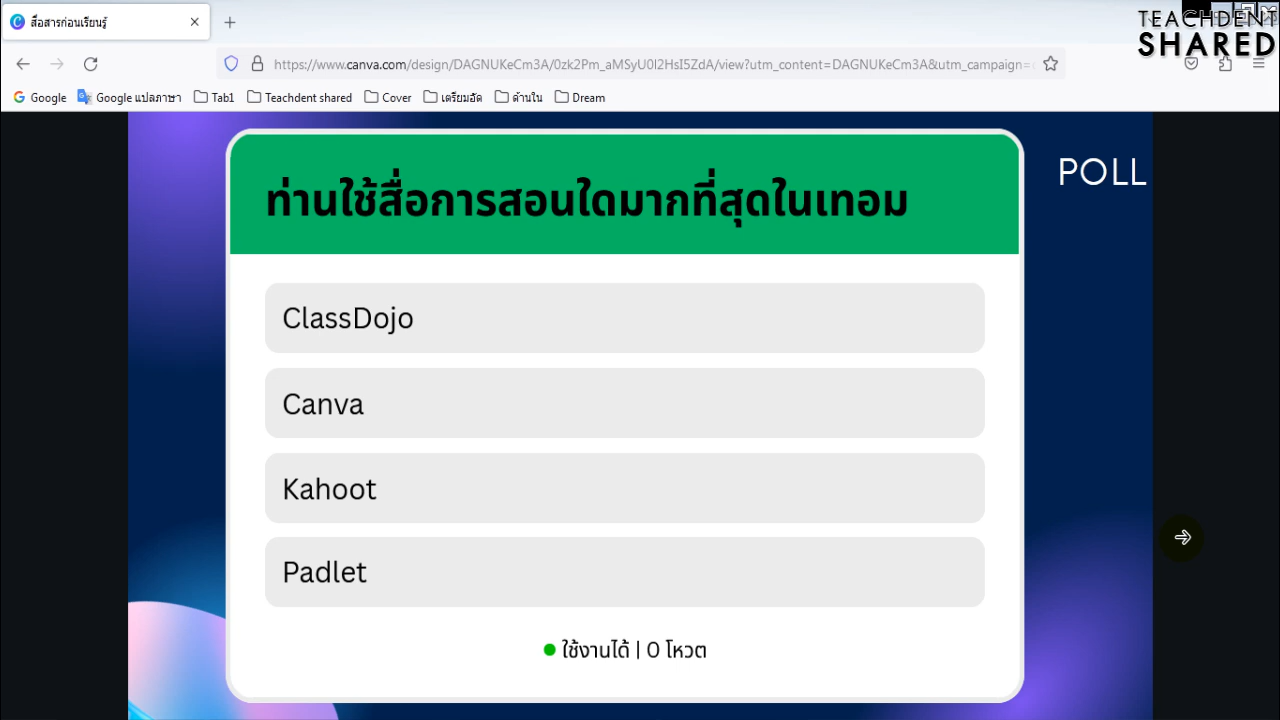 สื่อสารก่อนเรียนรู้
TEACHDENT
SHARED
https://www.canva.com/design/DAGNUKeCm3A/Uk2Pm_aMSyU0l2HsI5ZdA/view?utm_content=DAGNUKeCm3A&utm_campaign=
Google Google แปลภาษา Tab1 Teachdent shared Cover เตรียมอัด ด้านใน Dream
ท่านใช้สื่อการสอนใดมากที่สุดในเทอม
POLL
ClassDojo
Canva
Kahoot
Padlet
ใช้งานได้ | 0 โหวต